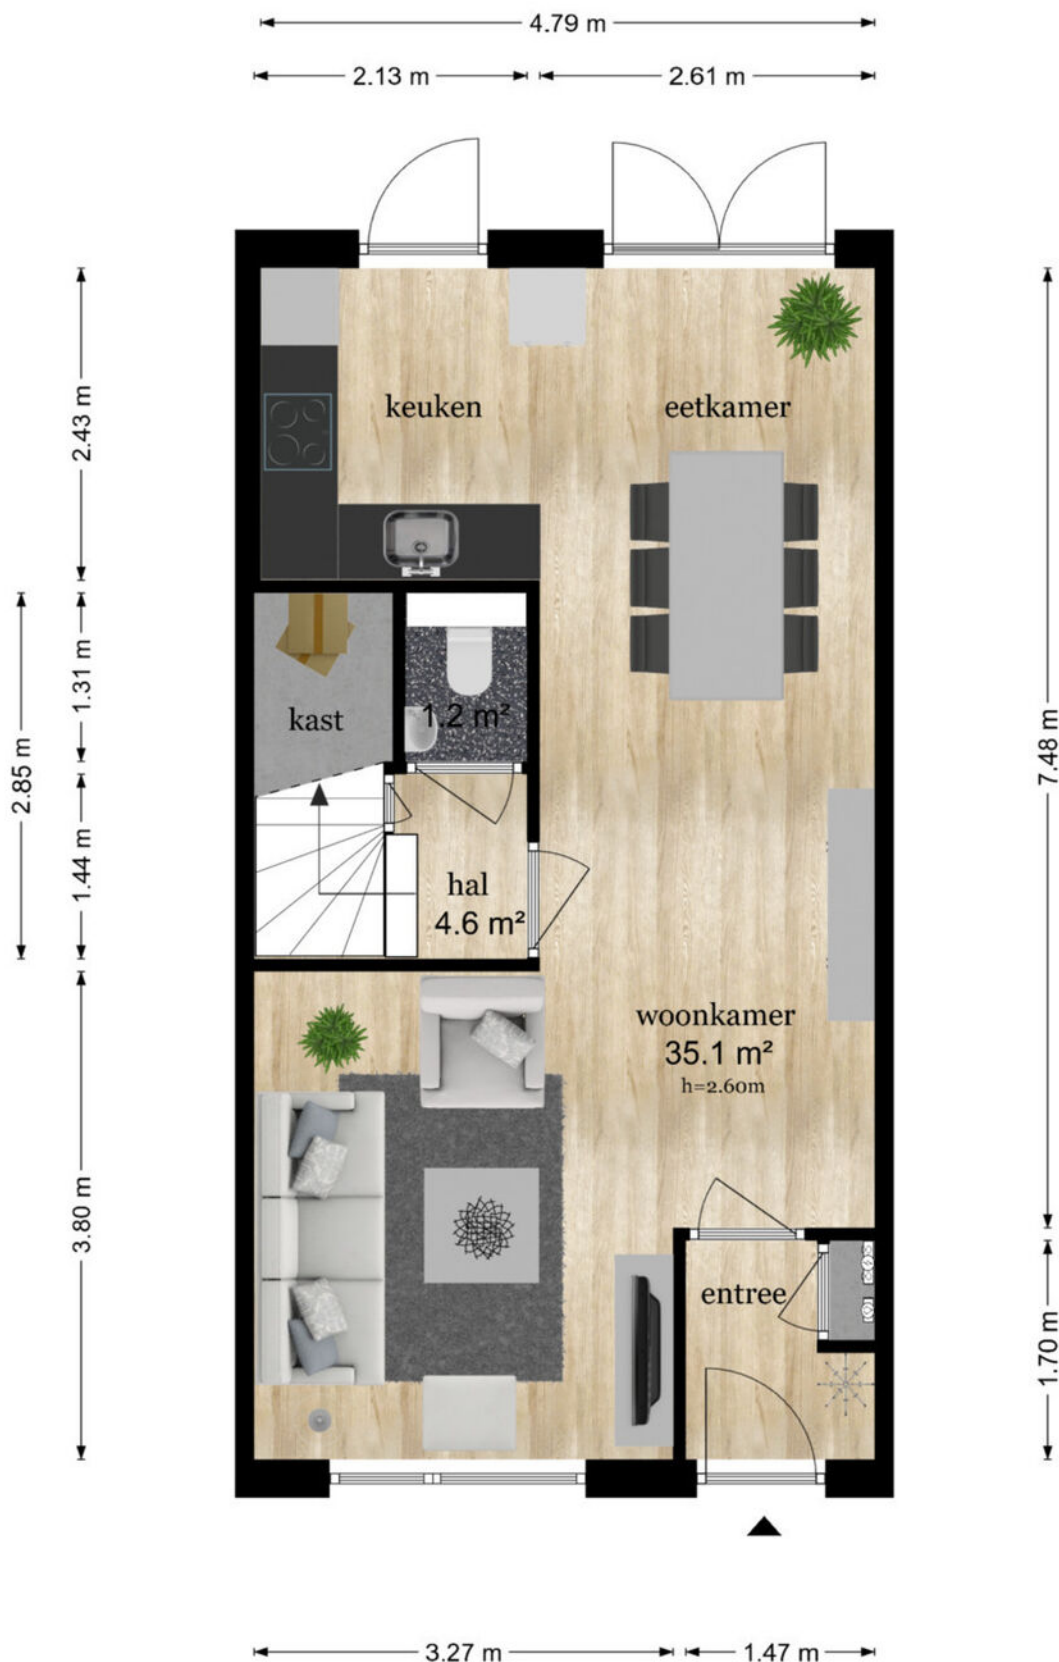 4.79 m
2.13 m
2.61 m
2.43 m
keuken
eetkamer
2.85 m
1.31 m
kast
1.2 m²
7.48 m
1.44 m
hal
4.6 m²
woonkamer
35.1 m²
h=2.60m
3.80 m
entree
1.70 m
3.27 m
1.47 m